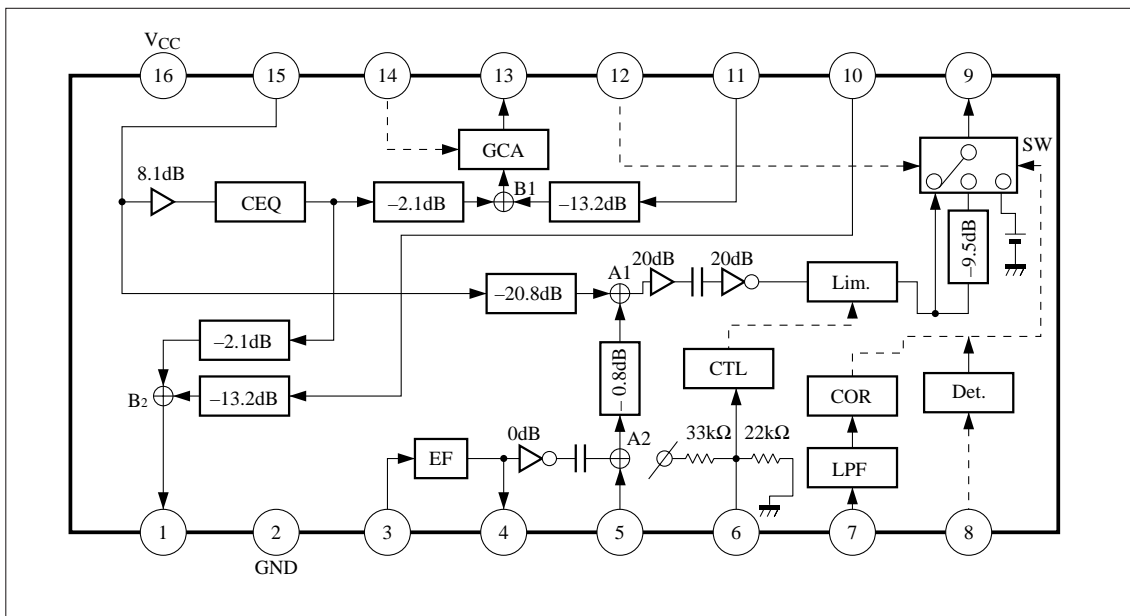 VCC
16
15
14
13
12
11
10
9
GCA
SW
8.1dB
CEQ
–2.1dB
B1
–13.2dB
–9.5dB
20dB
20dB
A1
–20.8dB
Lim.
–2.1dB
–0.8dB
CTL
COR
Det.
B2
–13.2dB
33kΩ
22kΩ
0dB
A2
EF
LPF
1
2
3
4
5
6
7
8
GND